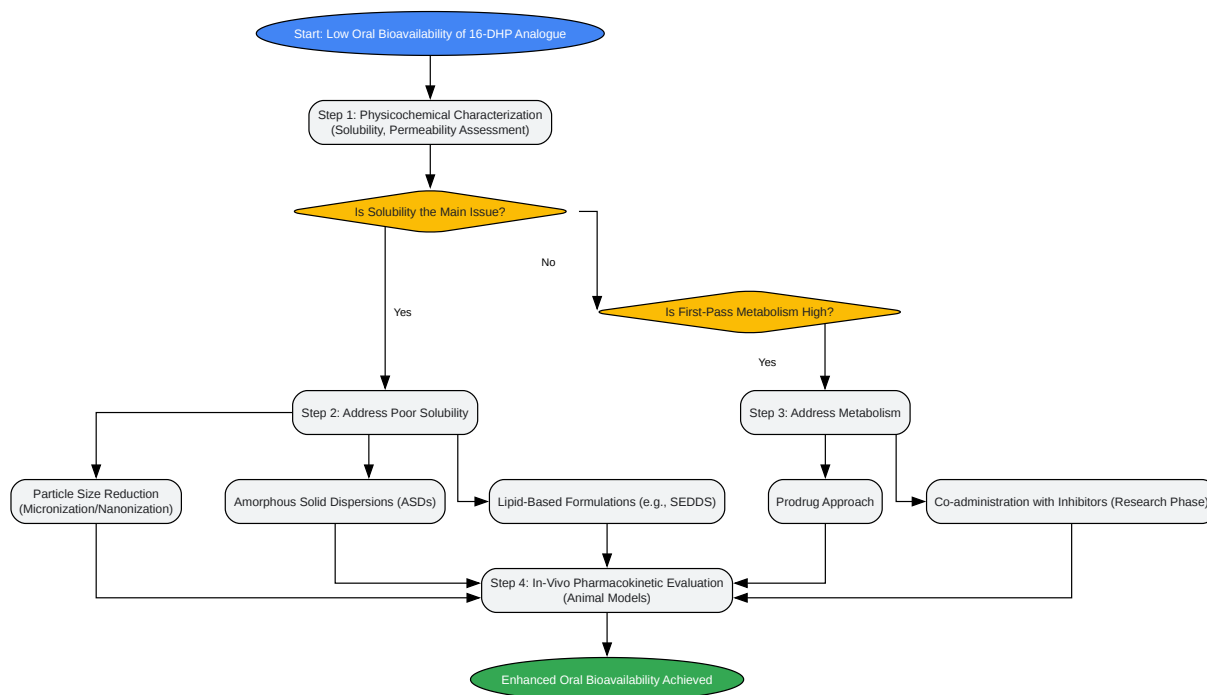 Start: Low Oral Bioavailability of 16-DHP Analogue
Step 1: Physicochemical Characterization
(Solubility, Permeability Assessment)
Is Solubility the Main Issue?
No
Is First-Pass Metabolism High?
Yes
Yes
Step 2: Address Poor Solubility
Step 3: Address Metabolism
Particle Size Reduction
(Micronization/Nanonization)
Amorphous Solid Dispersions (ASDs)
Lipid-Based Formulations (e.g., SEDDS)
Prodrug Approach
Co-administration with Inhibitors (Research Phase)
Step 4: In-Vivo Pharmacokinetic Evaluation
(Animal Models)
Enhanced Oral Bioavailability Achieved